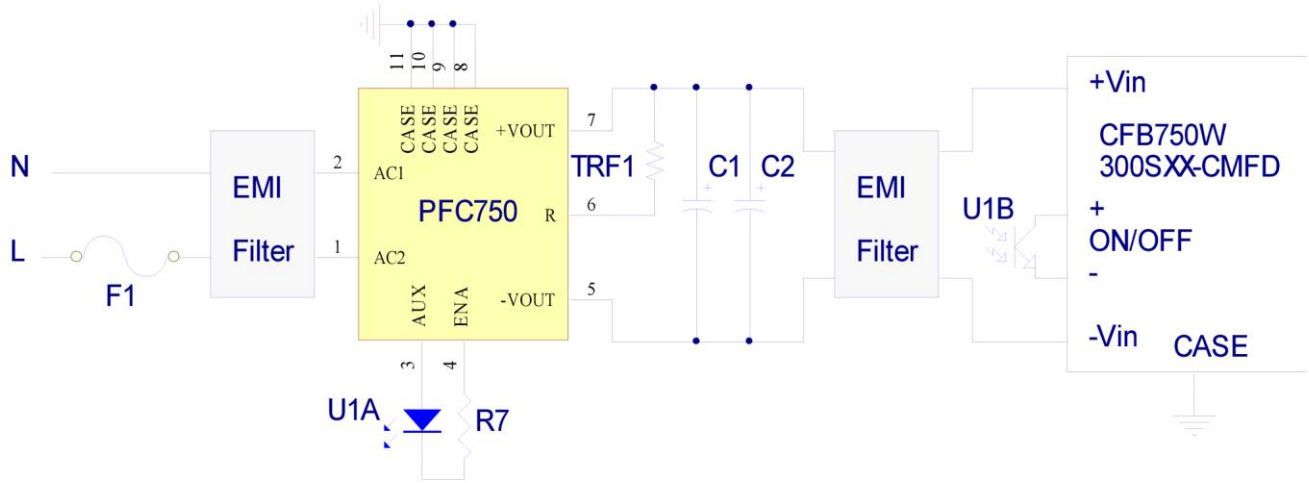 11
10
9
8
CASE
CASE
CASE
CASE
+VOUT
7
N
EMI
Filter
2
AC1
PFC750
R
6
TRF1
C1
C2
EMI
Filter
+Vin
CFB750W
300SXX-CMFD
U1B
+
ON/OFF
-
L
F1
1
AC2
AUX
ENA
-VOUT
5
-Vin
CASE
3
4
U1A
R7